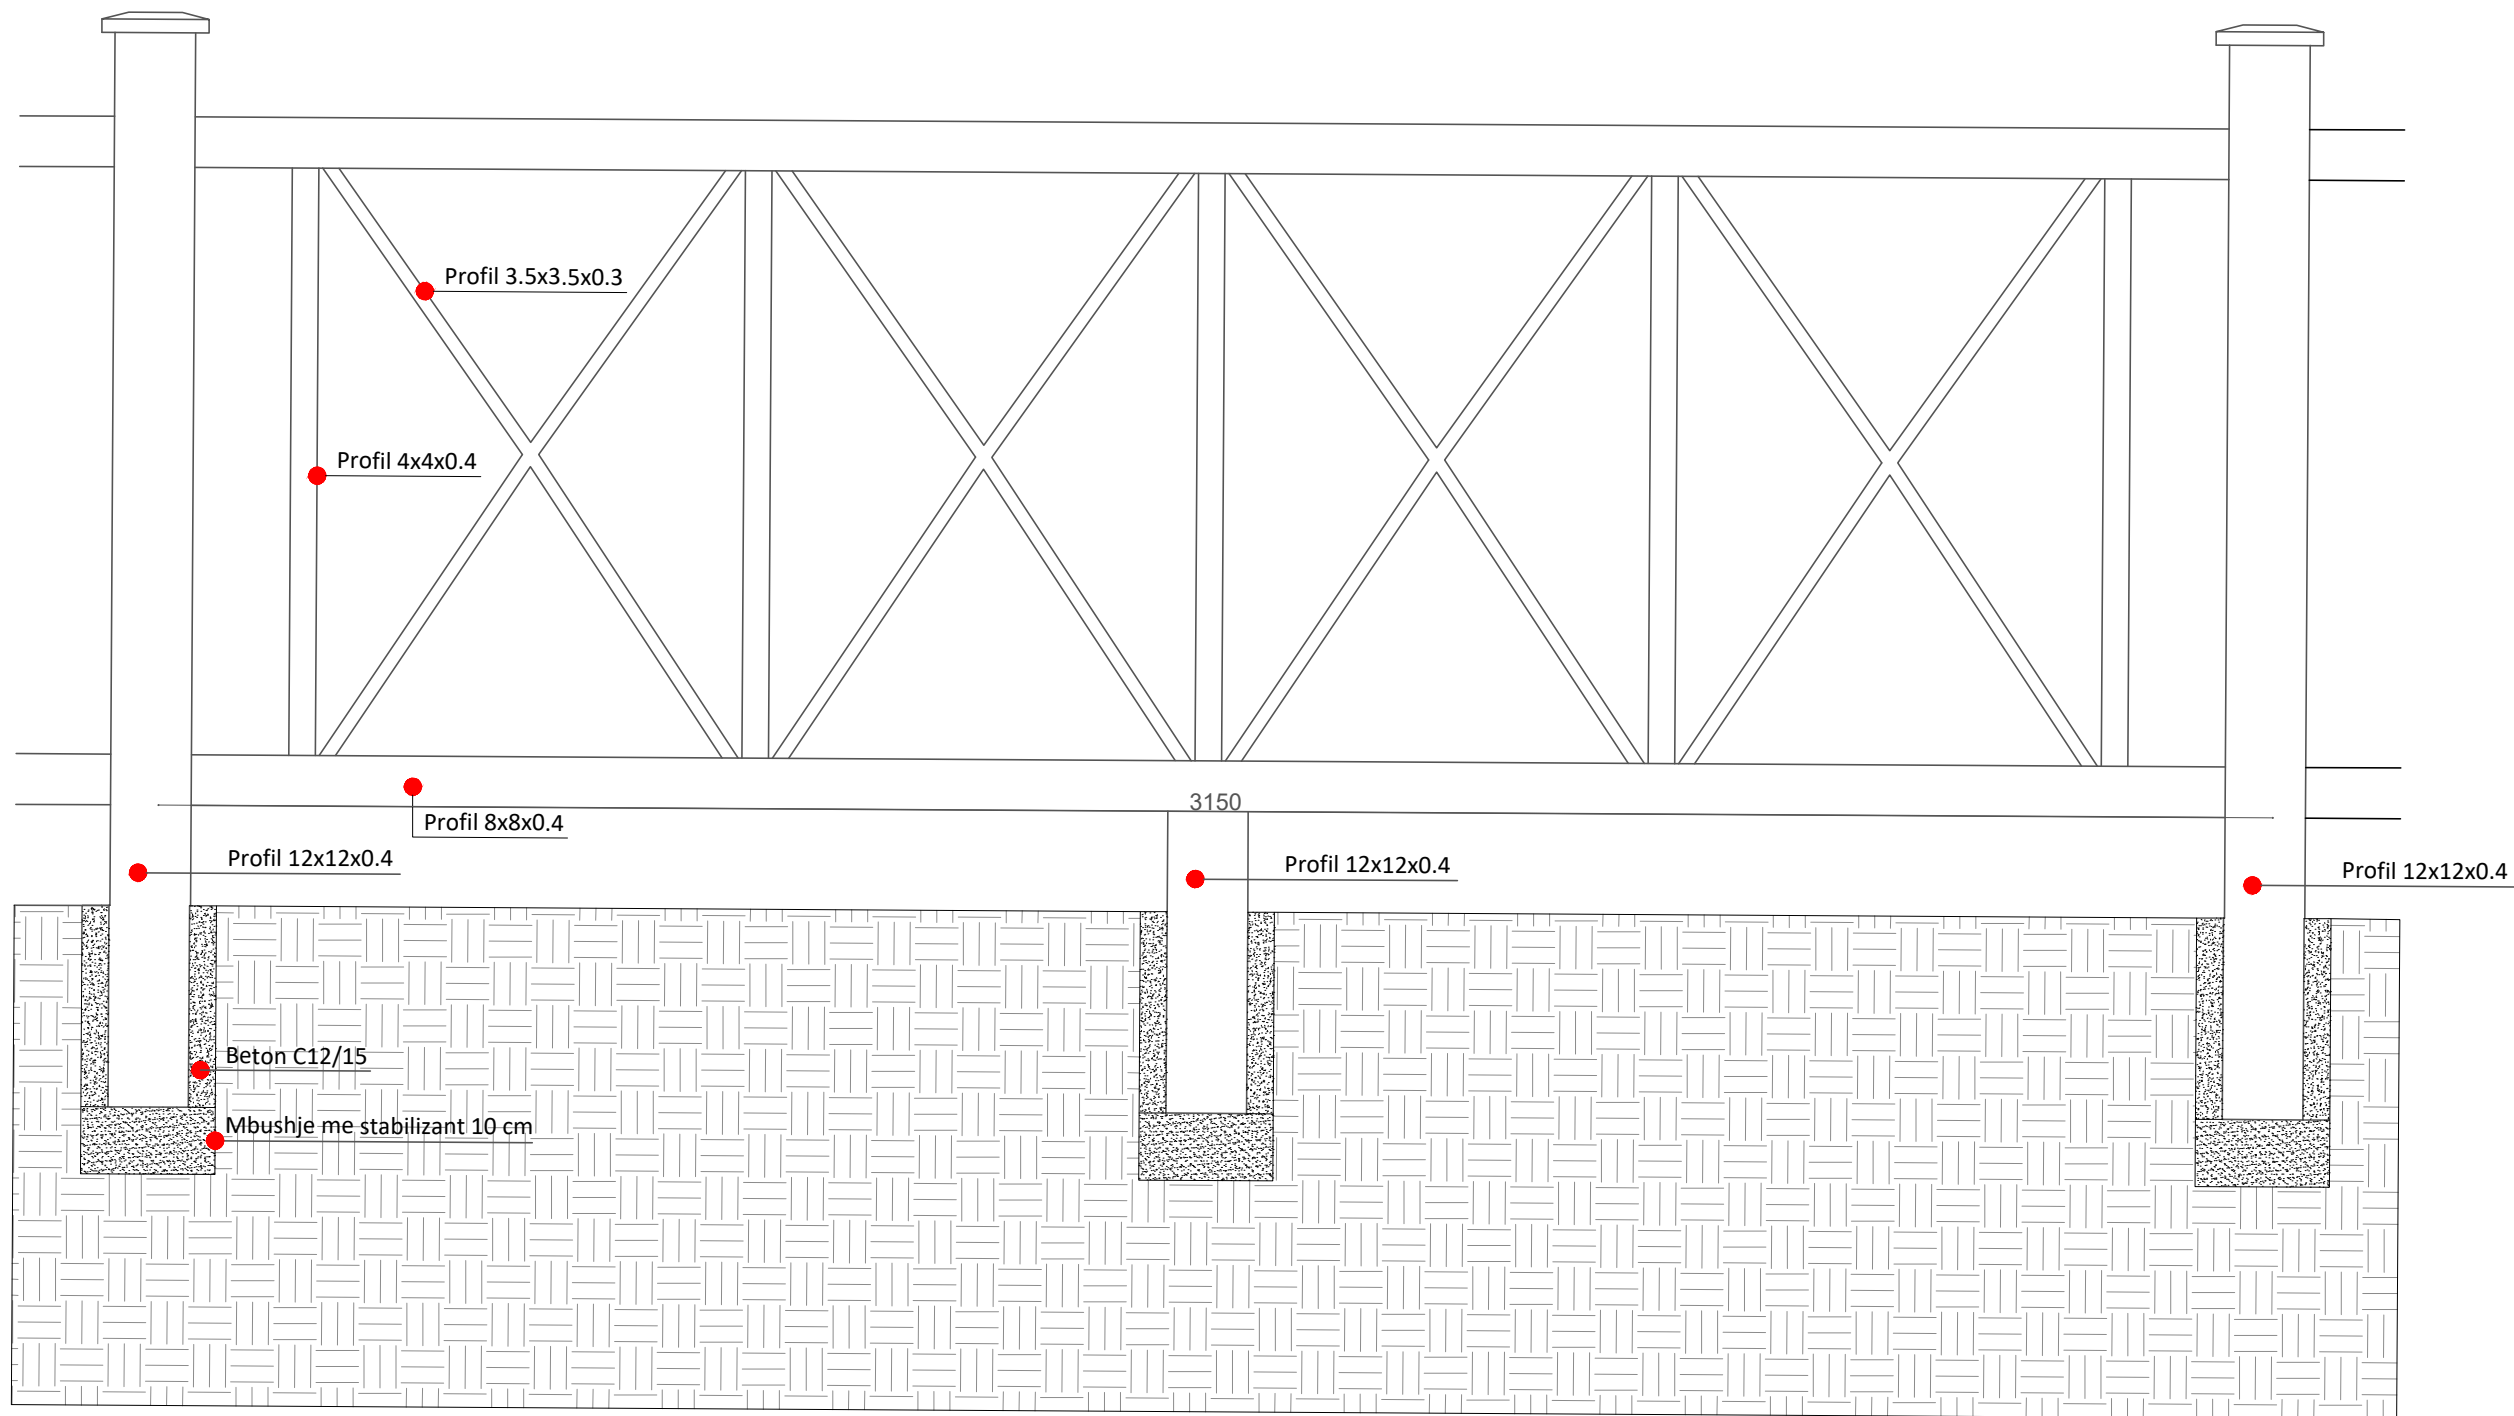 Profil 3.5x3.5x0.3
Profil 4x4x0.4
3150
Profil 8x8x0.4
Profil 12x12x0.4
Profil 12x12x0.4
Profil 12x12x0.4
Beton C12/15
Mbushje me stabilizant 10 cm